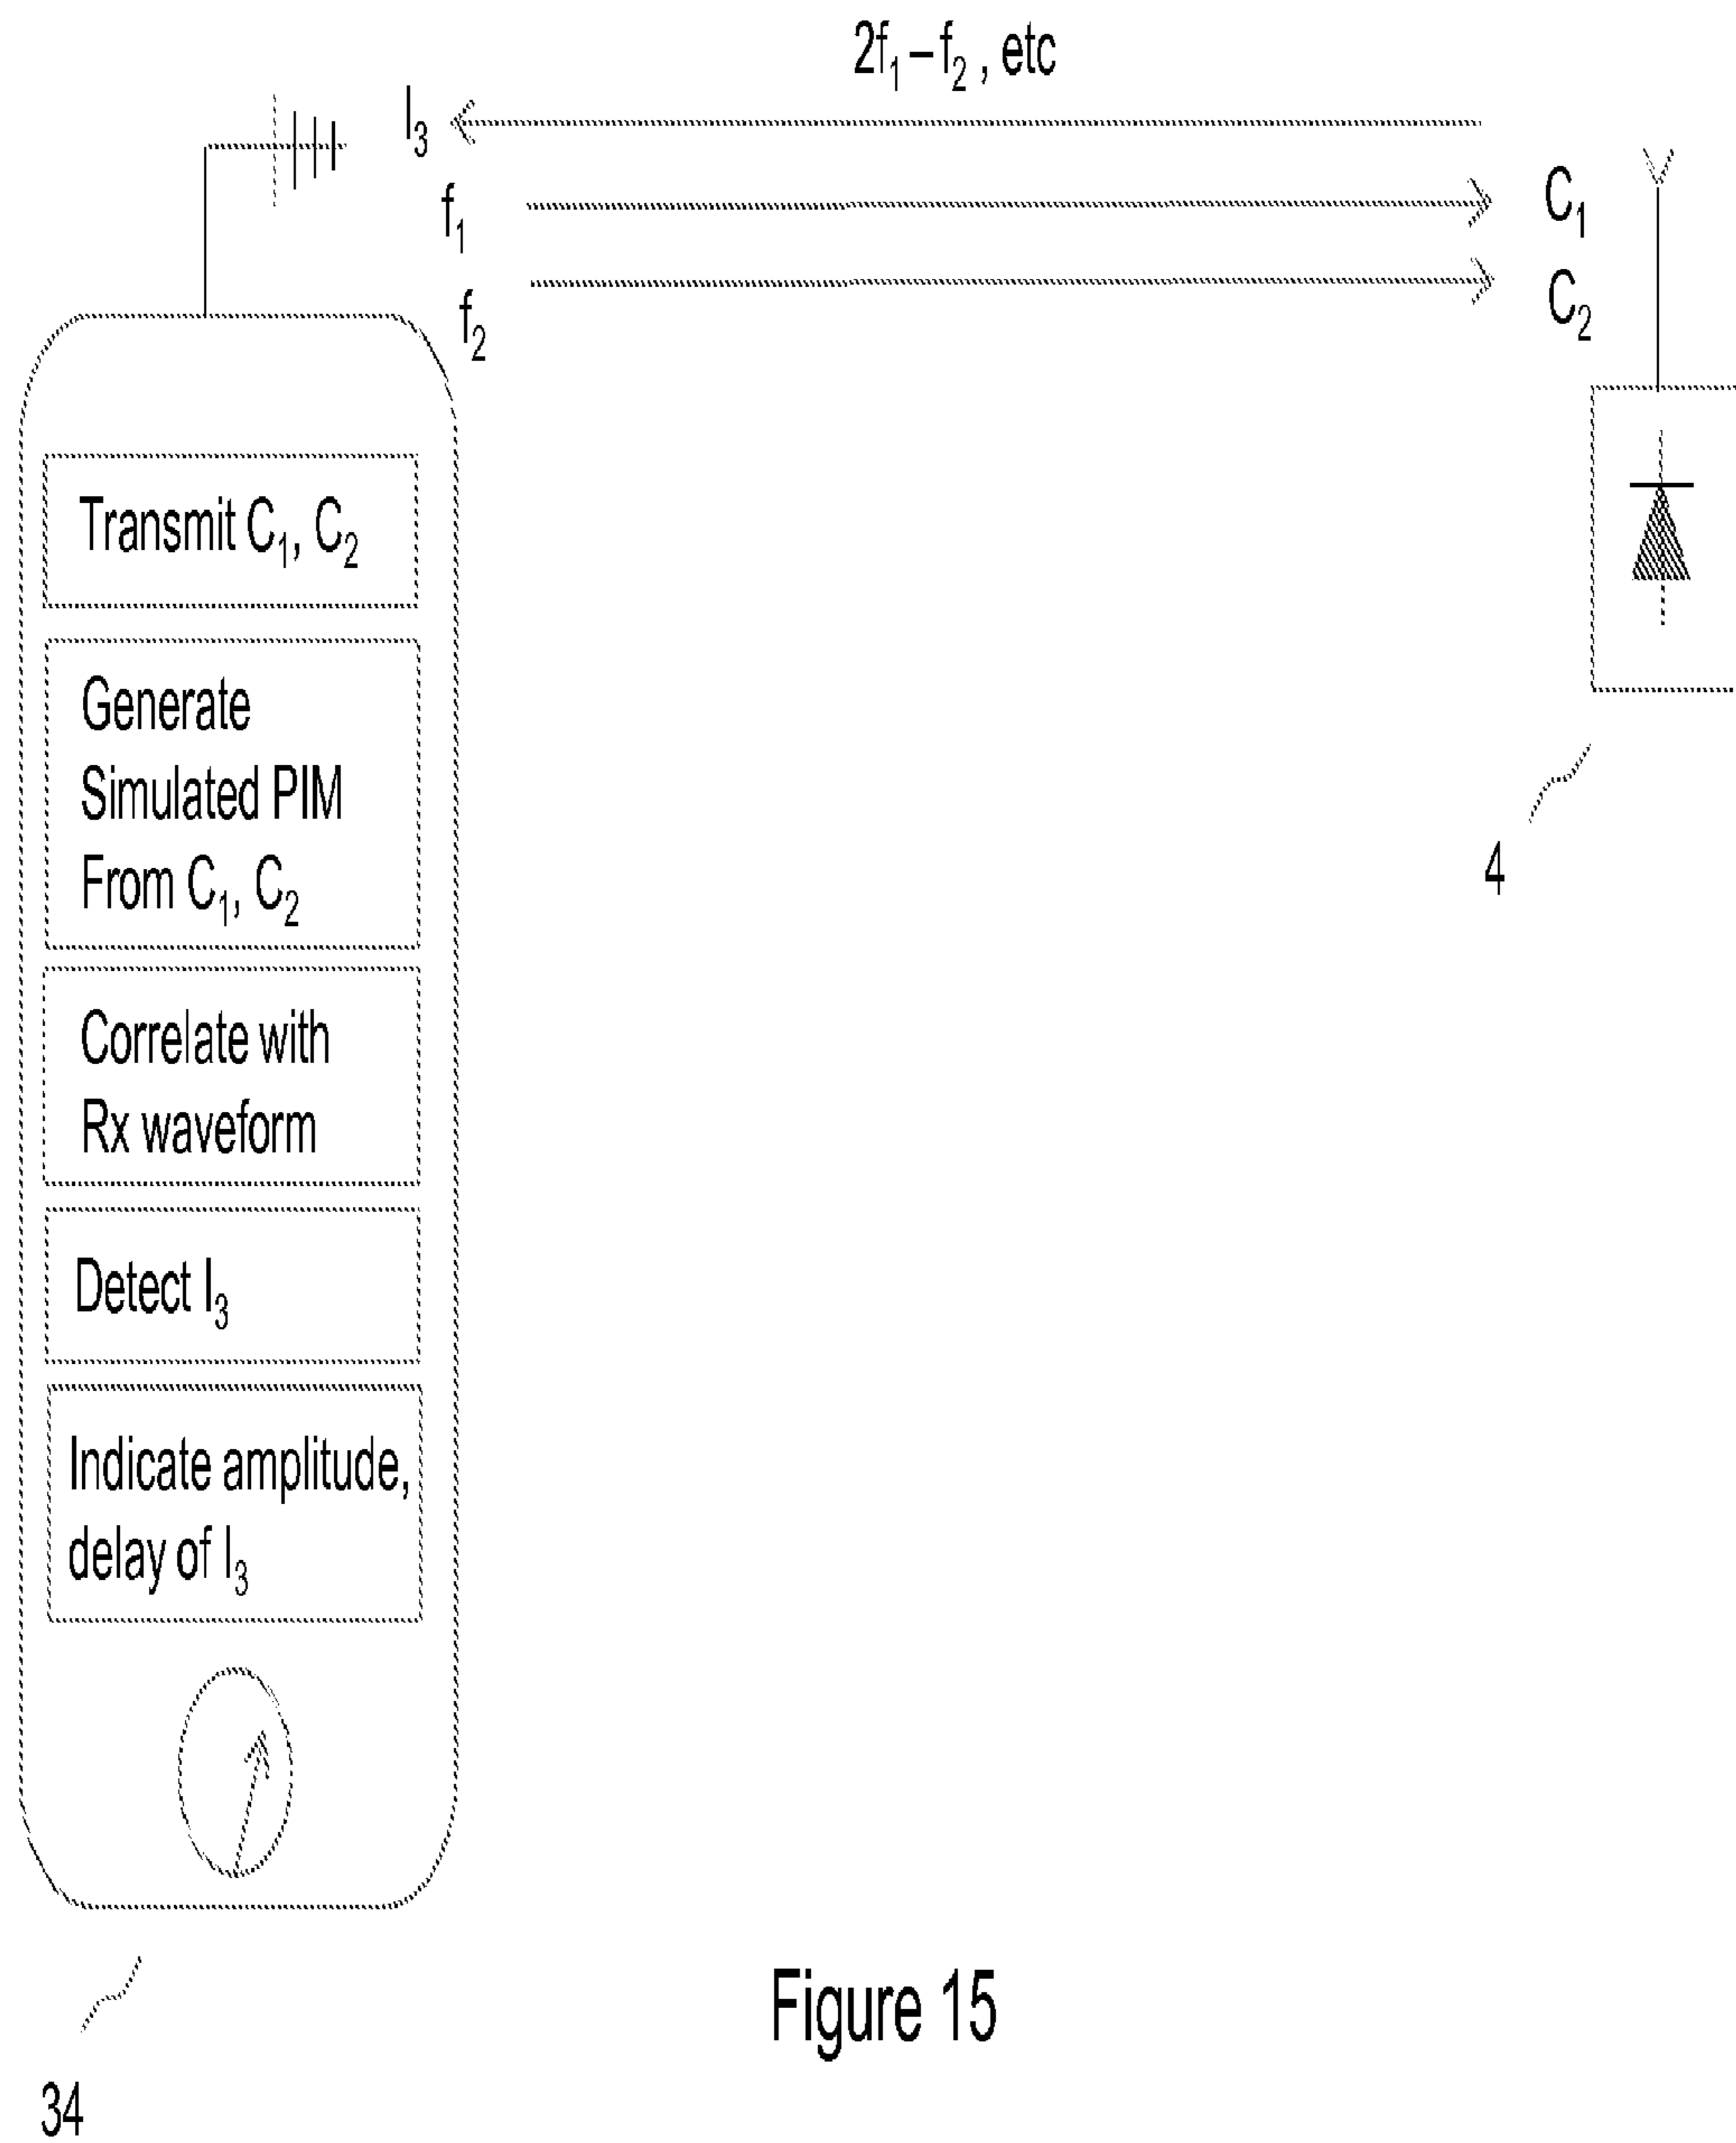 2f₁ – f₂ , etc
I₃
f₁
C₁
f₂
C₂
Transmit C₁, C₂
Generate
Simulated PIM
From C₁, C₂
Correlate with
Rx waveform
Detect I₃
Indicate amplitude,
delay of I₃
4
34
Figure 15